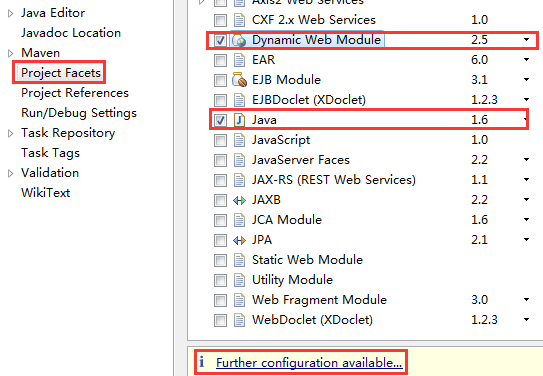 Java Editor
Javadoc Location
Maven
Project Facets
Project References
Run/Debug Settings
Task Repository
Task Tags
Validation
WikiText
Axis2 Web Services
CXF 2.x Web Services 1.0
Dynamic Web Module 2.5
EAR 6.0
EJB Module 3.1
EJBDoclet (XDoclet) 1.2.3
Java 1.6
JavaScript 1.0
JavaServer Faces 2.2
JAX-RS (REST Web Services) 1.1
JAXB 2.2
JCA Module 1.6
JPA 2.1
Static Web Module
Utility Module
Web Fragment Module 3.0
WebDoclet (XDoclet) 1.2.3
i Further configuration available...